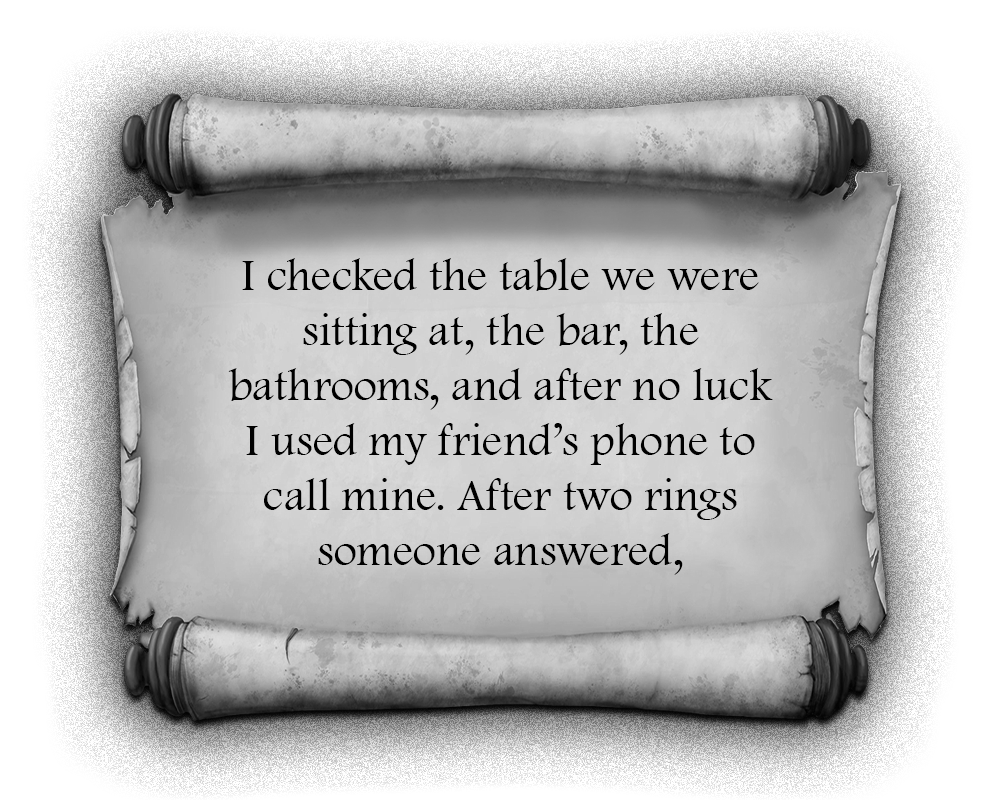 I checked the table we were
sitting at, the bar, the
bathrooms, and after no luck
I used my friend’s phone to
call mine. After two rings
someone answered,